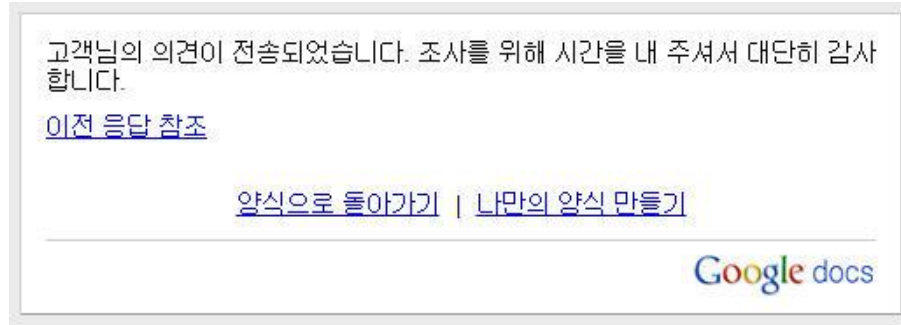 고객님의 의견이 전송되었습니다. 조사를 위해 시간을 내 주셔서 대단히 감사
합니다.
이전 응답 참조
양식으로 돌아가기 | 나만의 양식 만들기
Google docs